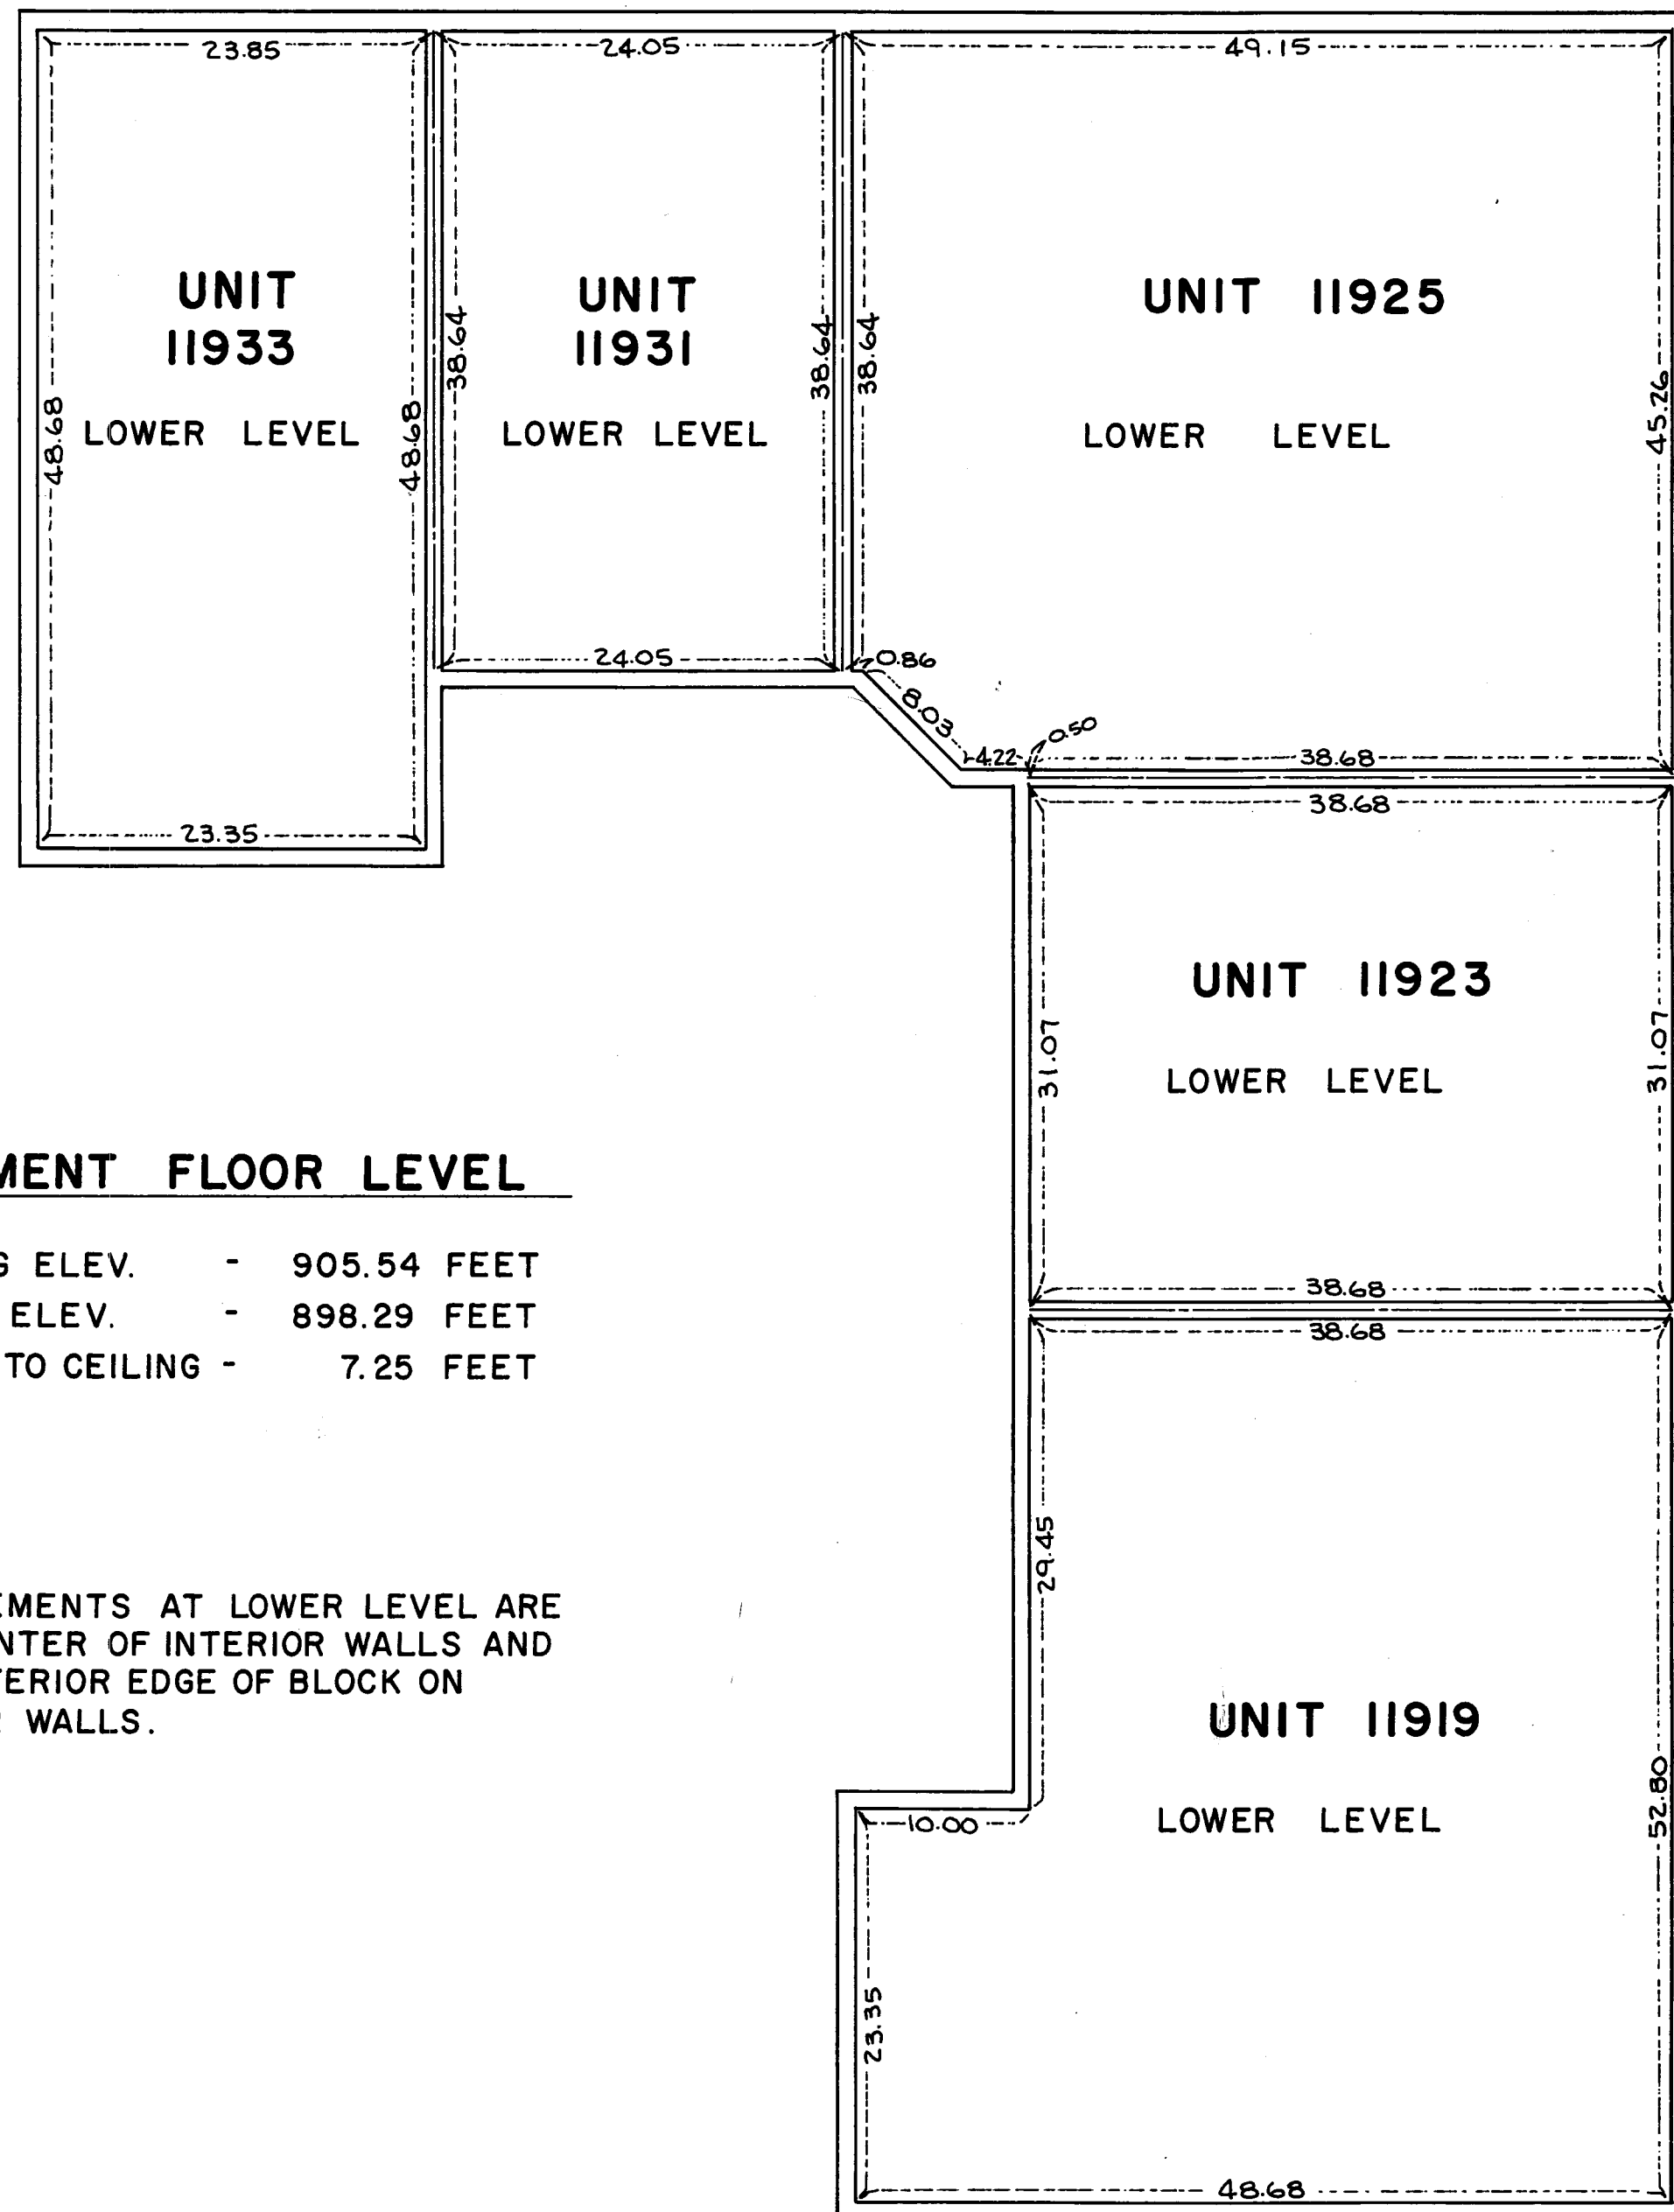 23.85
24.05
49.15
UNIT
11933
LOWER LEVEL
48.68
48.68
UNIT
11931
LOWER LEVEL
38.64
38.64
24.05
UNIT 11925
LOWER LEVEL
38.64
45.26
0.86
8.03
4.22
0.50
38.68
23.35
38.68
UNIT 11923
LOWER LEVEL
31.07
31.07
38.68
MENT FLOOR LEVEL
G ELEV. - 905.54 FEET
ELEV. - 898.29 FEET
TO CEILING - 7.25 FEET
EMENTS AT LOWER LEVEL ARE
NTER OF INTERIOR WALLS AND
TERIOR EDGE OF BLOCK ON
R WALLS.
38.68
29.45
UNIT 11919
LOWER LEVEL
10.00
52.80
23.35
48.68